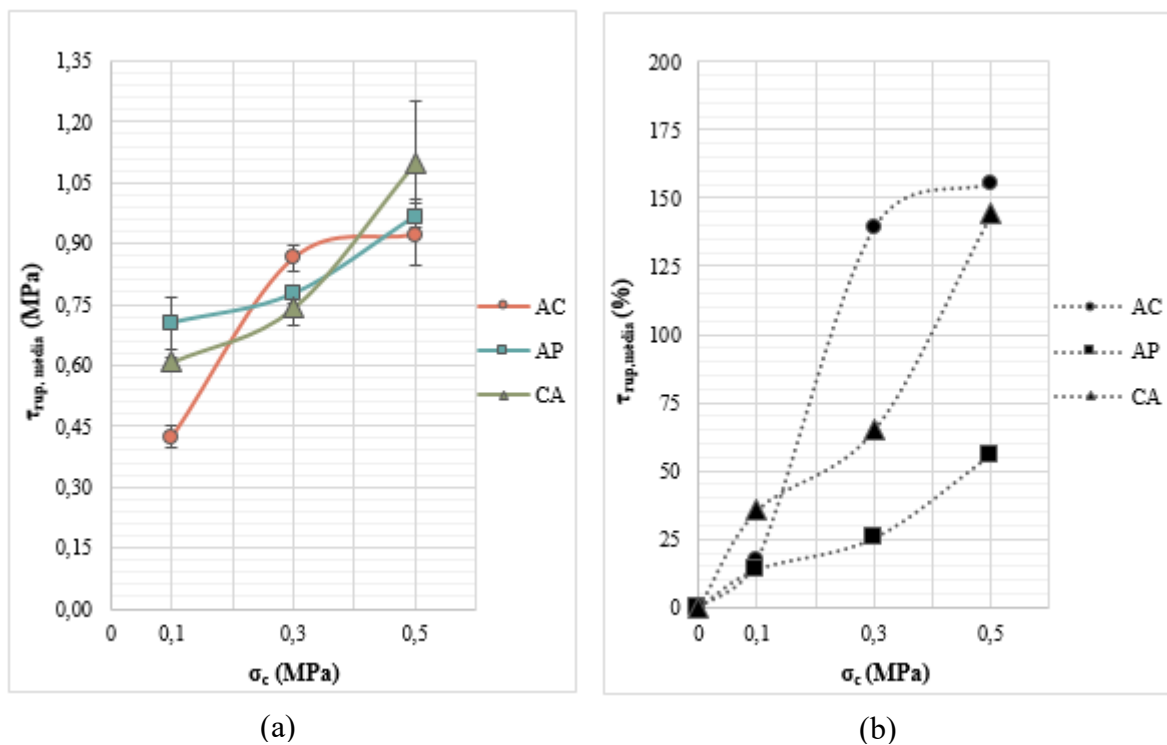 1,35
1,20
1,05
0,90
0,75
0,60
0,45
0,30
0,15
0,00
0
0,1
0,3
0,5
τrup, média (MPa)
σc (MPa)
AC
AP
CA
(a)
200
175
150
125
100
75
50
25
0
0
0,1
0,3
0,5
τrup,média (%)
σc (MPa)
AC
AP
CA
(b)